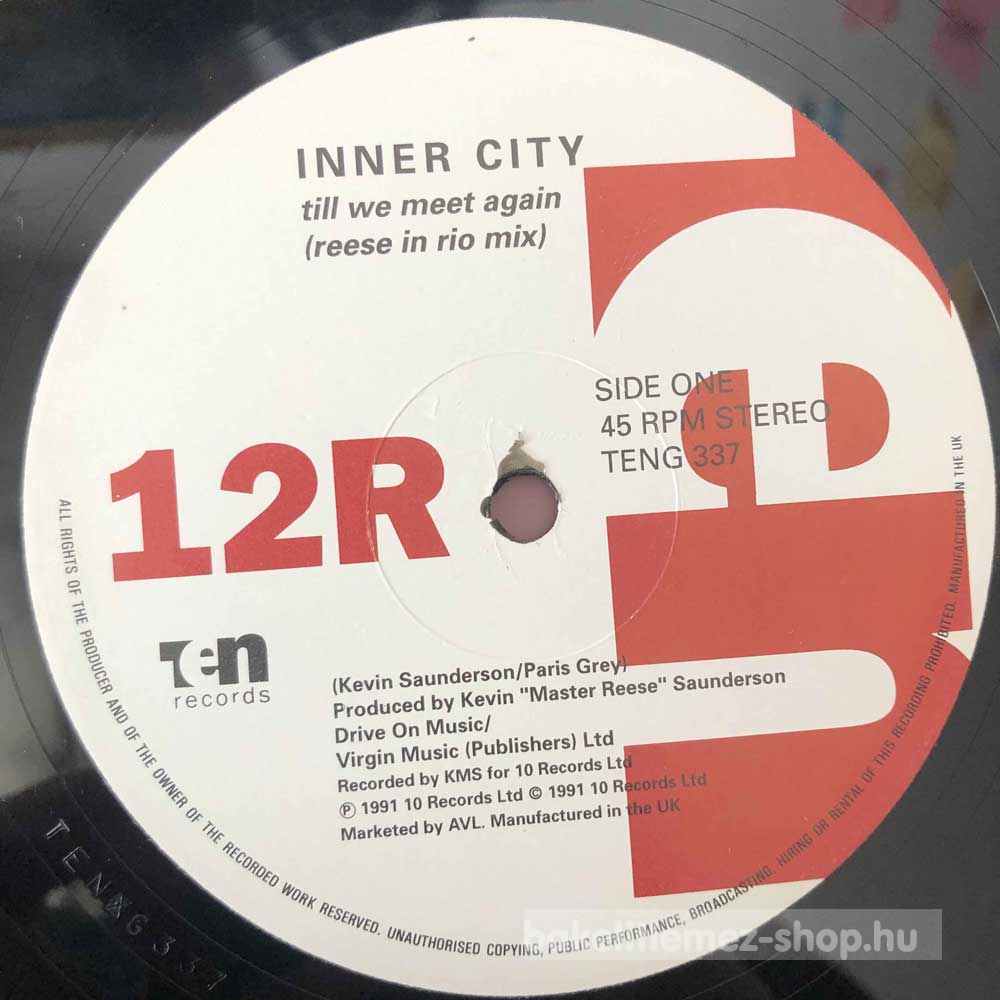 INNER CITY
till we meet again
(reese in rio mix)
SIDE ONE
45 RPM STEREO
TENG 337
12R
Ten
records
(Kevin Saunderson/Paris Grey)
Produced by Kevin "Master Reese" Saunderson
Drive On Music/
Virgin Music (Publishers) Ltd
Recorded by KMS for 10 Records Ltd
℗ 1991 10 Records Ltd © 1991 10 Records Ltd
Marketed by AVL. Manufactured in the UK
ALL RIGHTS OF THE PRODUCER AND OF THE OWNER OF THE RECORDED WORK RESERVED. UNAUTHORISED COPYING, PUBLIC PERFORMANCE, BROADCASTING, HIRING OR RENTAL OF THIS RECORDING PROHIBITED. MANUFACTURED IN THE UK
bakelitlemez-shop.hu